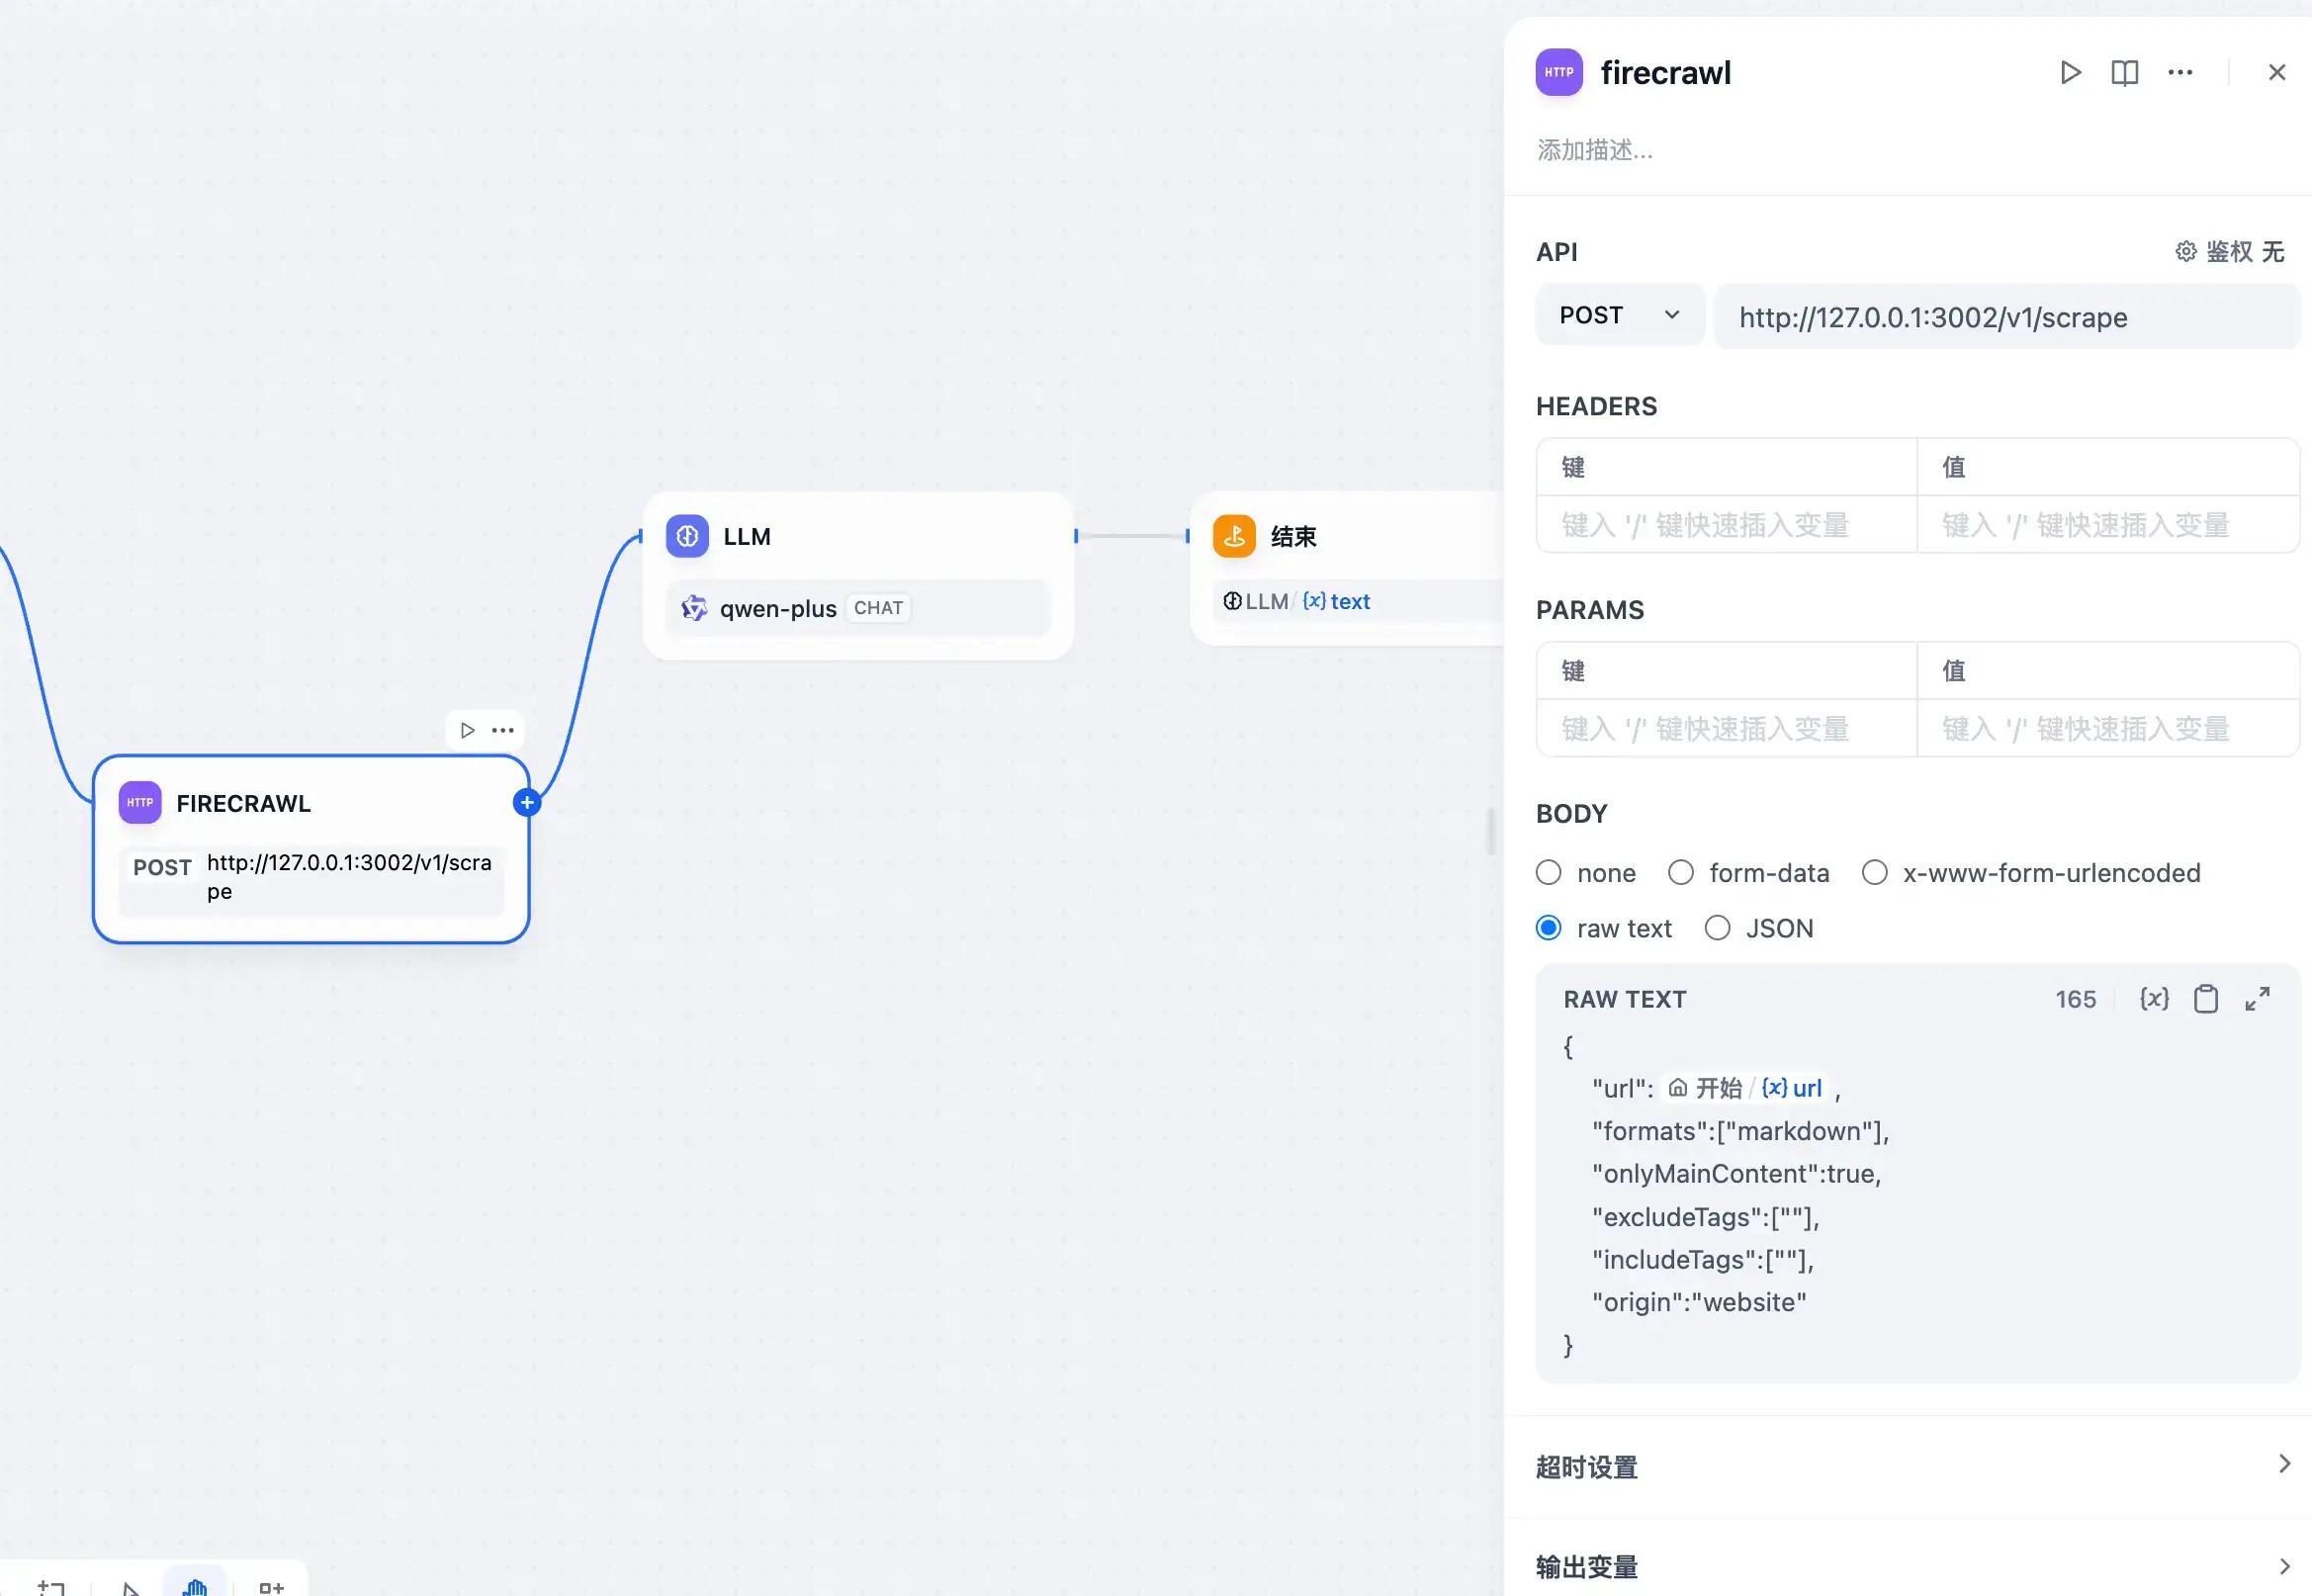 LLM
qwen-plus CHAT
结束
LLM/{x} text
HTTP FIRECRAWL
POST http://127.0.0.1:3002/v1/scra
pe
HTTP firecrawl
添加描述...
API
鉴权 无
POST
http://127.0.0.1:3002/v1/scrape
HEADERS
键 值
键入 '/' 键快速插入变量 键入 '/' 键快速插入变量
PARAMS
键 值
键入 '/' 键快速插入变量 键入 '/' 键快速插入变量
BODY
none form-data x-www-form-urlencoded
raw text JSON
RAW TEXT 165 {x}
{
"url": 开始/{x} url ,
"formats":["markdown"],
"onlyMainContent":true,
"excludeTags":[""],
"includeTags":[""],
"origin":"website"
}
超时设置
输出变量